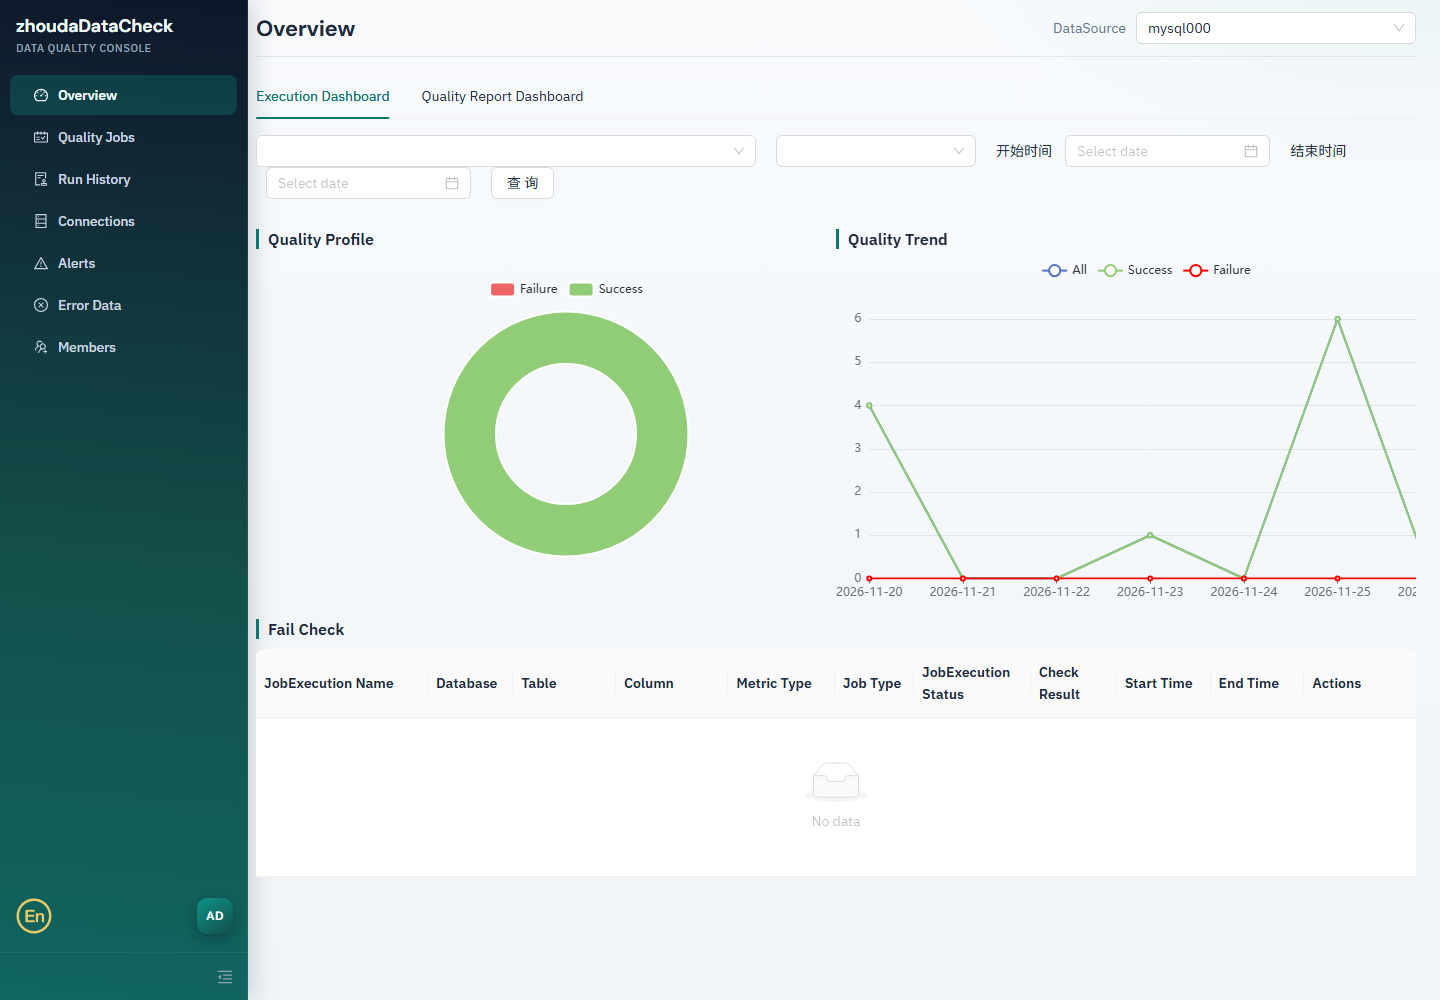 zhoudaDataCheck
DATA QUALITY CONSOLE
Overview
Quality Jobs
Run History
Connections
Alerts
Error Data
Members
En
AD
Overview
DataSource
mysql000
Execution Dashboard
Quality Report Dashboard
开始时间
Select date
结束时间
Select date
查 询
Quality Profile
Failure
Success
Quality Trend
All
Success
Failure
6
5
4
3
2
1
0
2026-11-20
2026-11-21
2026-11-22
2026-11-23
2026-11-24
2026-11-25
Fail Check
JobExecution Name
Database
Table
Column
Metric Type
Job Type
JobExecution
Status
Check
Result
Start Time
End Time
Actions
No data